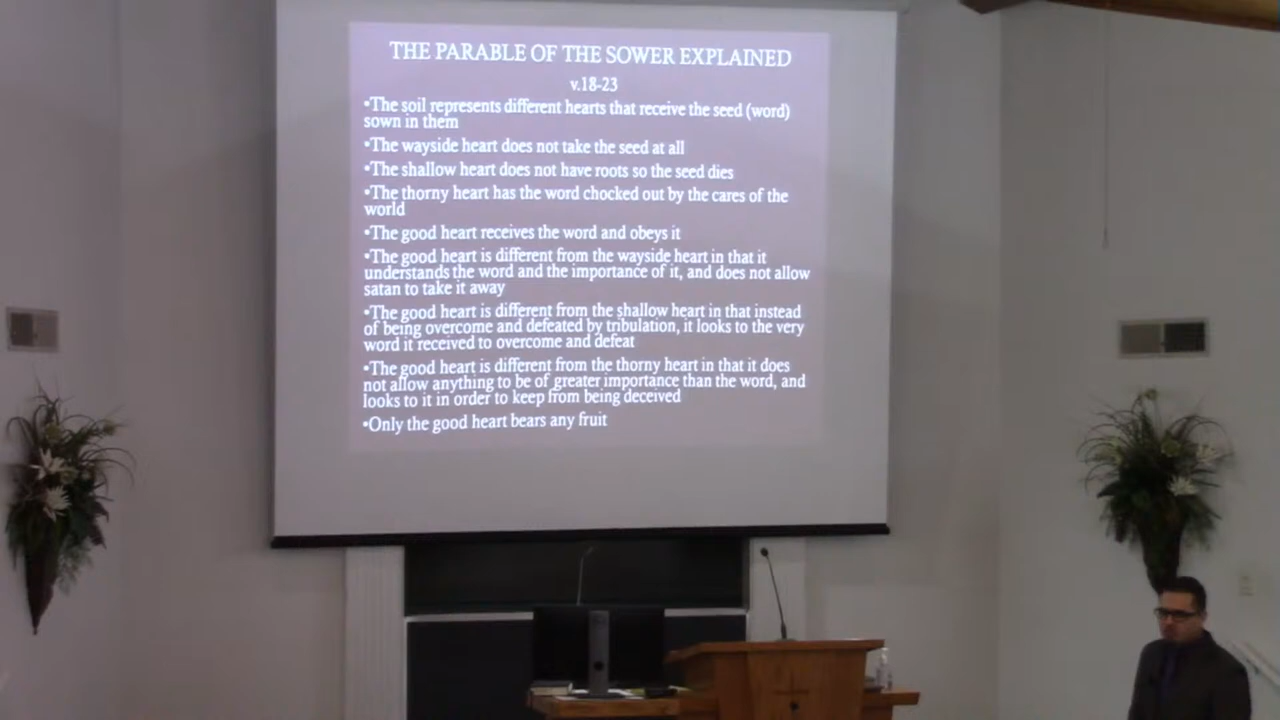 THE PARABLE OF THE SOWER EXPLAINED
v.18-23
•The soil represents different hearts that receive the seed (word)
sown in them
•The wayside heart does not take the seed at all
•The shallow heart does not have roots so the seed dies
•The thorny heart has the word chocked out by the cares of the
world
•The good heart receives the word and obeys it
•The good heart is different from the wayside heart in that it
understands the word and the importance of it, and does not allow
satan to take it away
•The good heart is different from the shallow heart in that instead
of being overcome and defeated by tribulation, it looks to the very
word it received to overcome and defeat
•The good heart is different from the thorny heart in that it does
not allow anything to be of greater importance than the word, and
looks to it in order to keep from being deceived
•Only the good heart bears any fruit